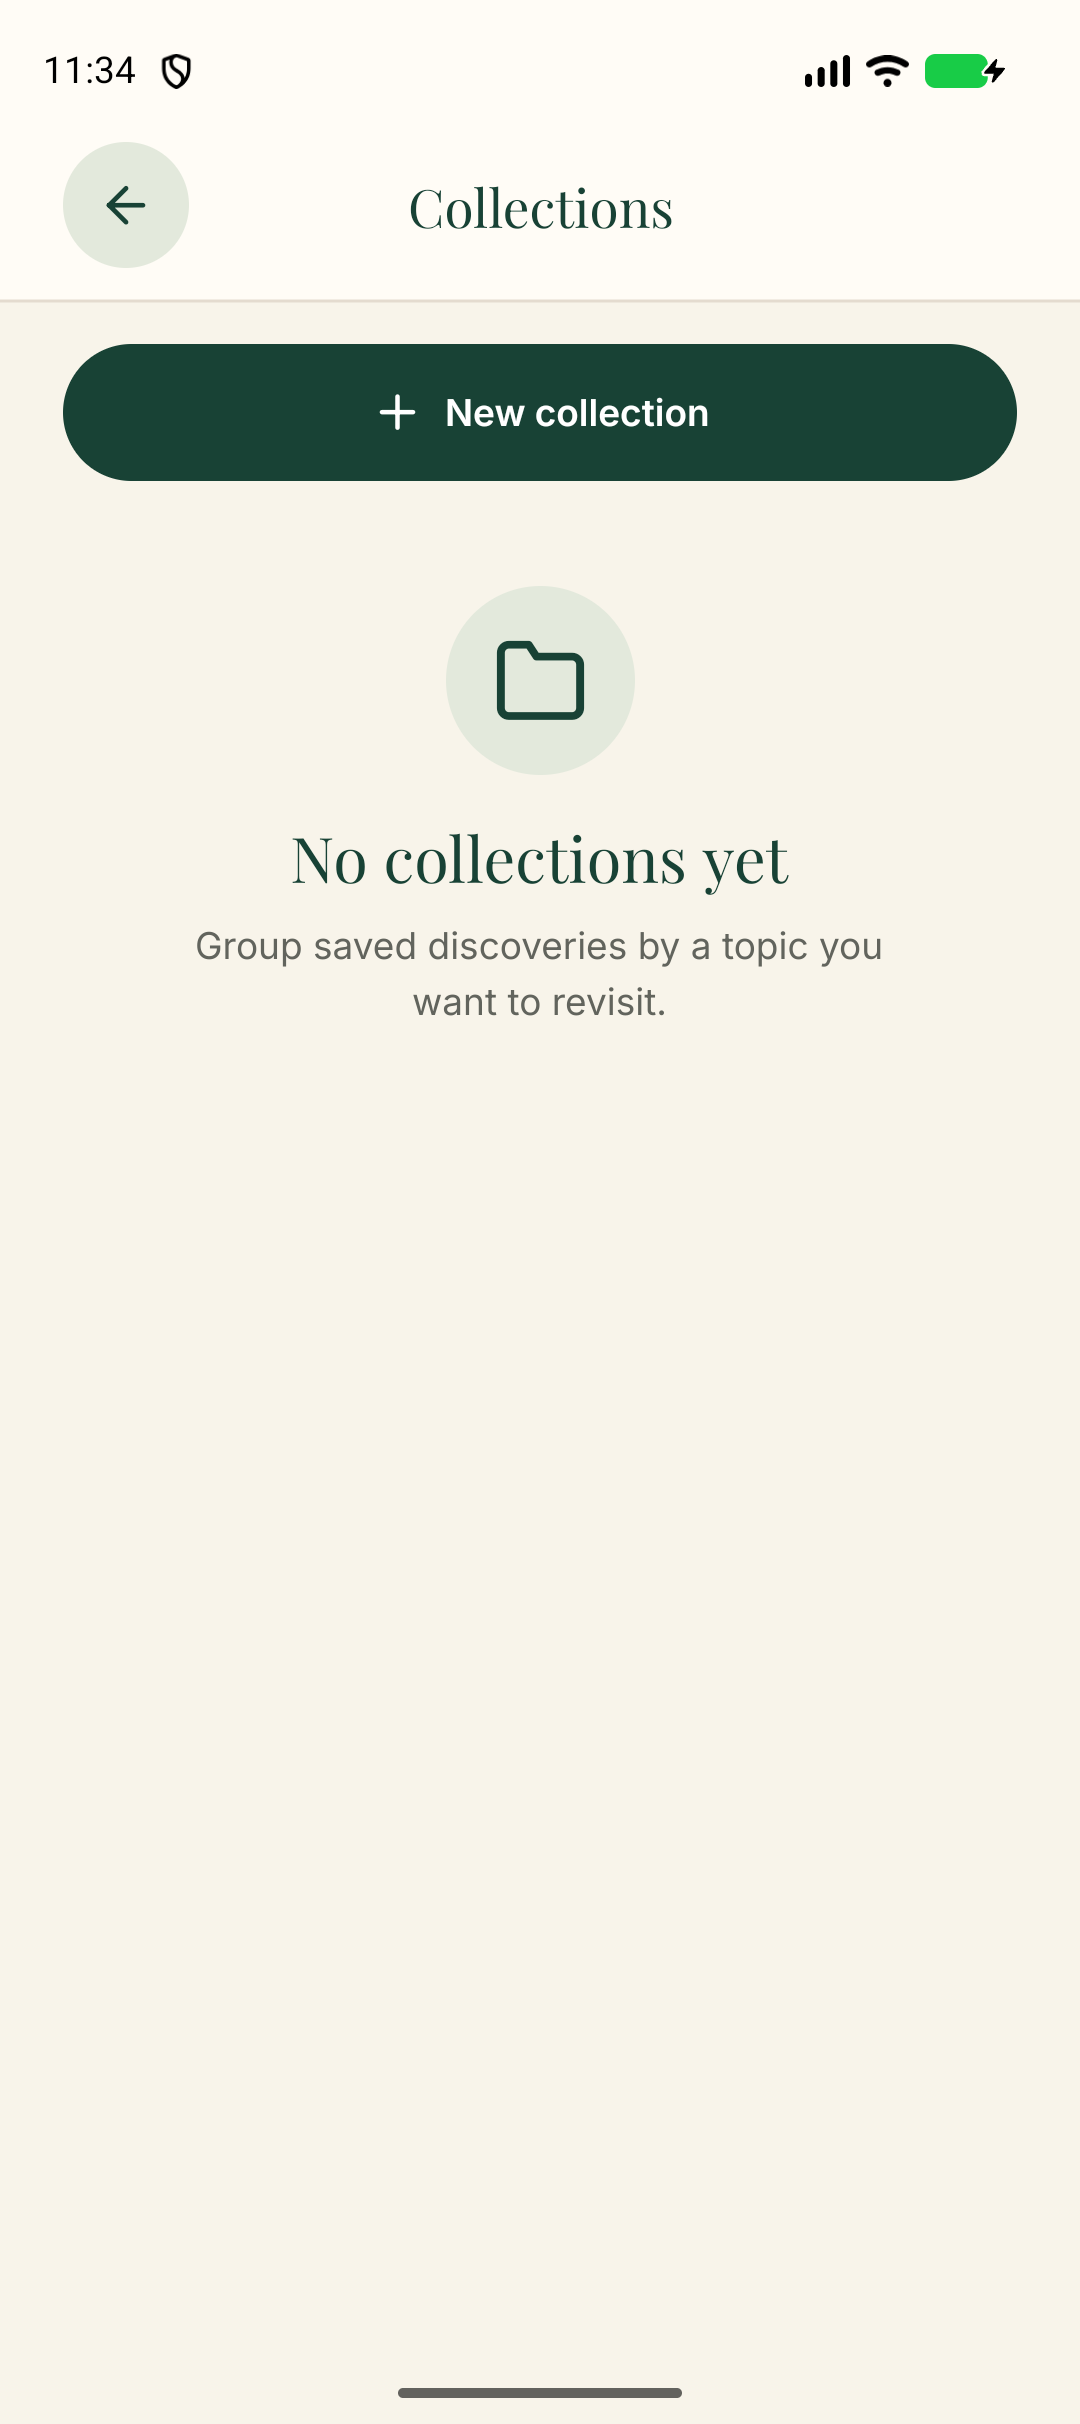 11:34
Collections
New collection
No collections yet
Group saved discoveries by a topic you
want to revisit.